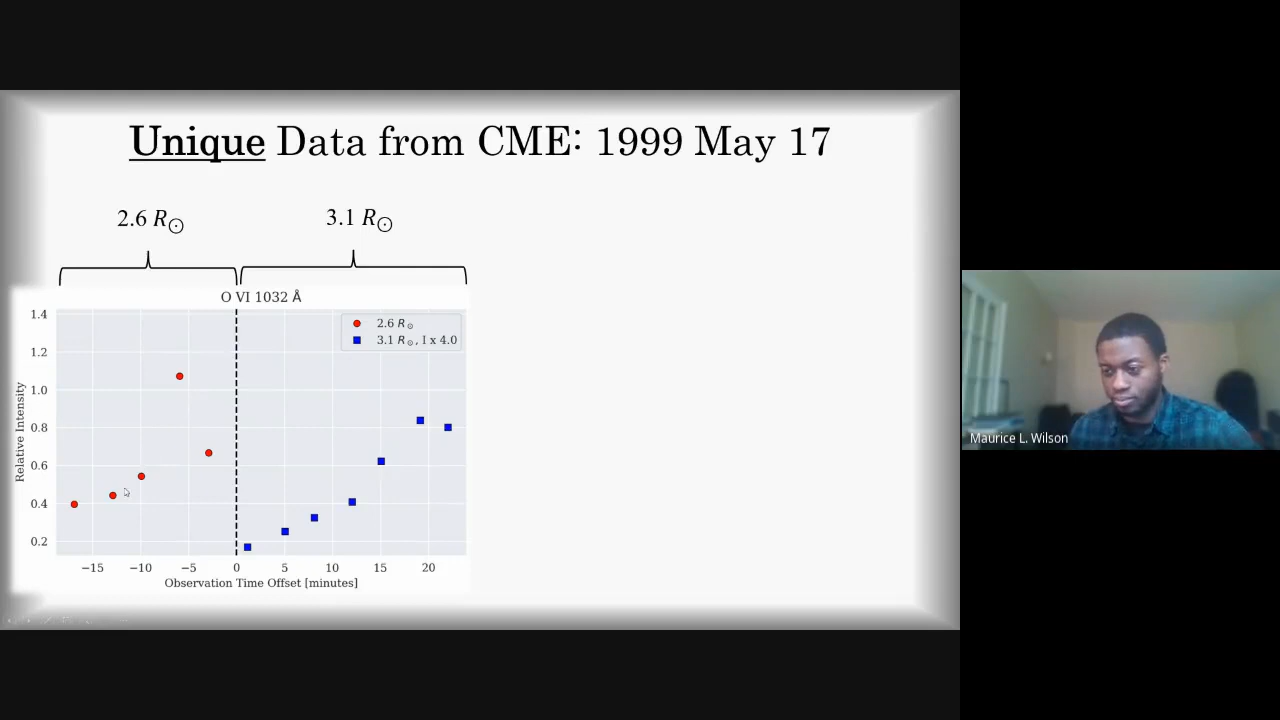 Unique Data from CME: 1999 May 17
2.6 R☉
3.1 R☉
O VI 1032 Å
2.6 R☉
3.1 R☉, I x 4.0
1.4
1.2
1.0
0.8
0.6
0.4
0.2
Relative Intensity
−15 −10 −5 0 5 10 15 20
Observation Time Offset [minutes]
Maurice L. Wilson